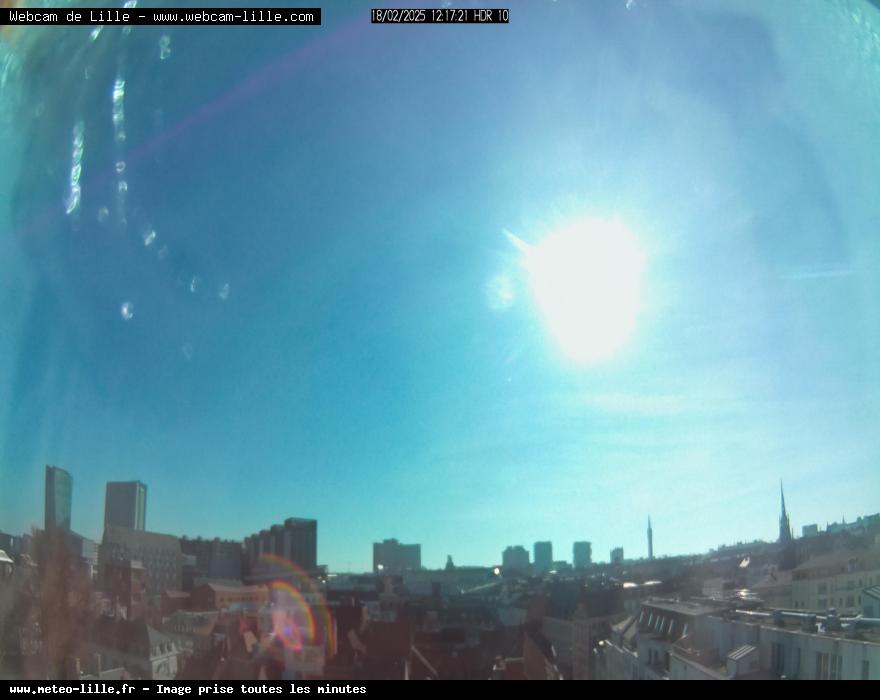 Webcam de Lille - www.webcam-lille.com
18/02/2025 12:17:21 HDR 10
www.meteo-lille.fr - Image prise toutes les minutes